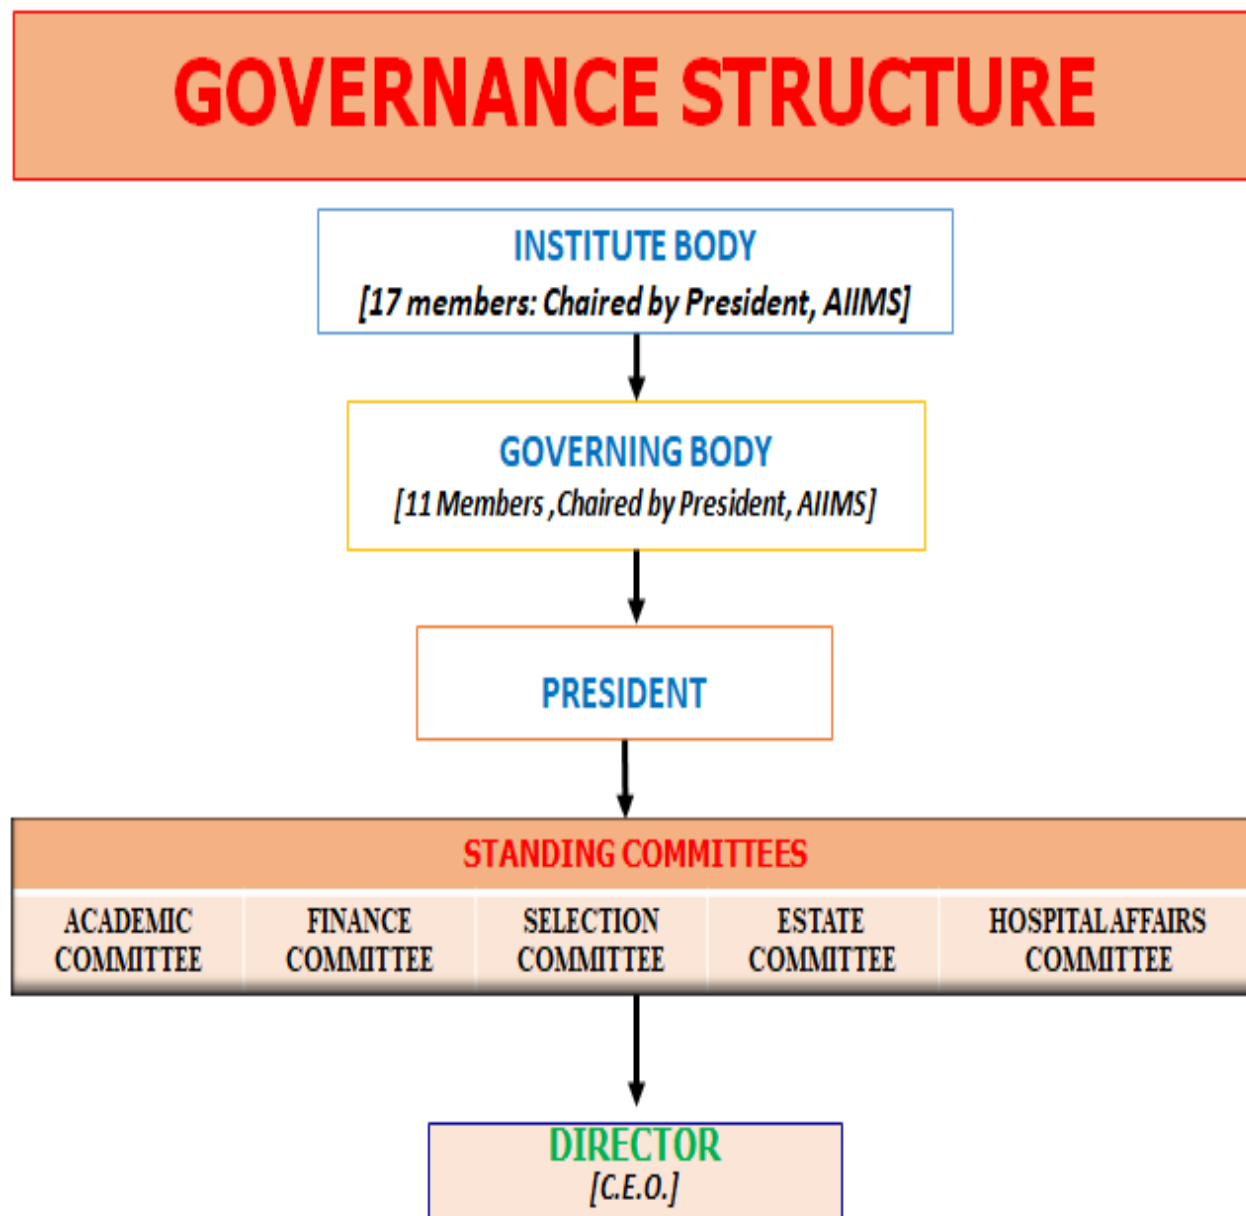 GOVERNANCE STRUCTURE
INSTITUTE BODY
[17 members: Chaired by President, AIIMS]
GOVERNING BODY
[11 Members ,Chaired by President, AIIMS]
PRESIDENT
STANDING COMMITTEES
ACADEMIC
COMMITTEE
FINANCE
COMMITTEE
SELECTION
COMMITTEE
ESTATE
COMMITTEE
HOSPITAL AFFAIRS
COMMITTEE
DIRECTOR
[C.E.O.]